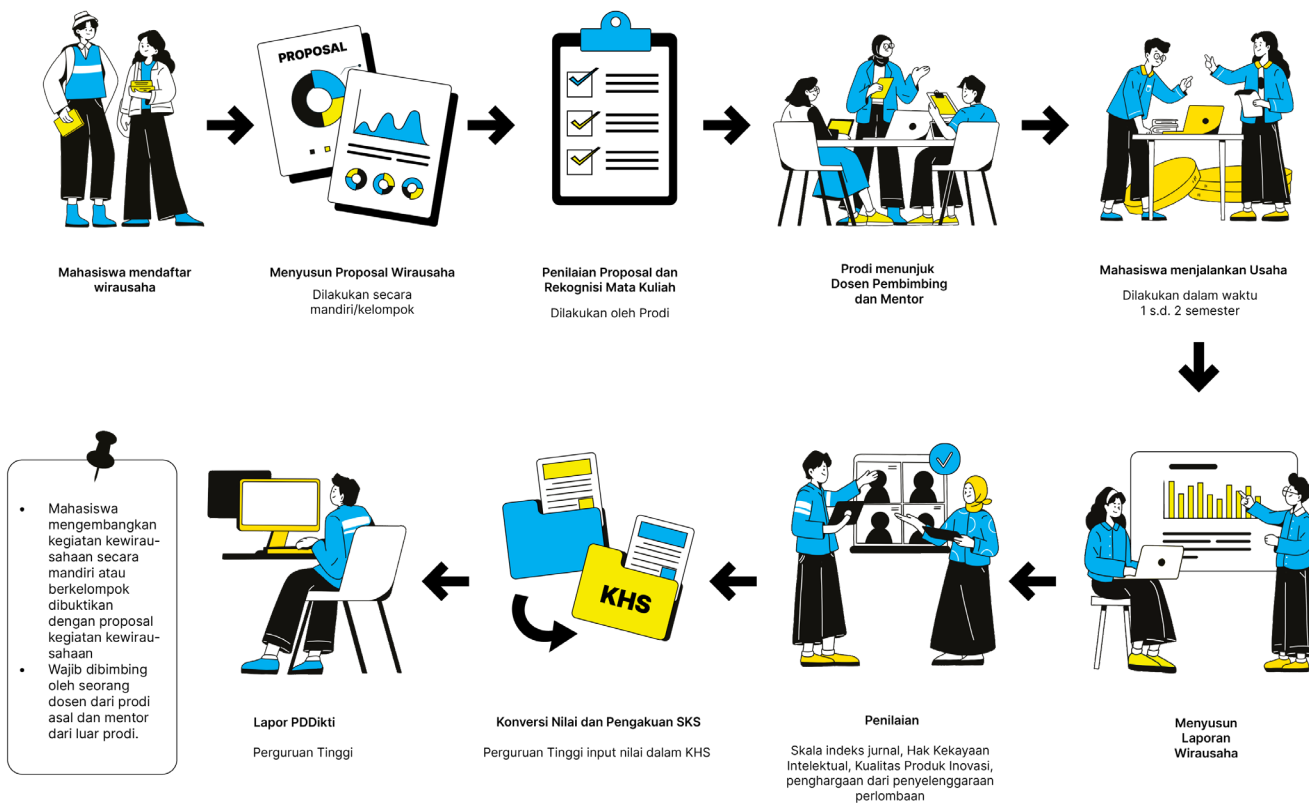 PROPOSAL
Mahasiswa mendaftar
wirausaha
Menyusun Proposal Wirausaha
Dilakukan secara
mandiri/kelompok
Penilaian Proposal dan
Rekognisi Mata Kuliah
Dilakukan oleh Prodi
Prodi menunjuk
Dosen Pembimbing
dan Mentor
Mahasiswa menjalankan Usaha
Dilakukan dalam waktu
1 s.d. 2 semester
Menyusun
Laporan
Wirausaha
Penilaian
Skala indeks jurnal, Hak Kekayaan
Intelektual, Kualitas Produk Inovasi,
penghargaan dari penyelenggaraan
perlombaan
KHS
Konversi Nilai dan Pengakuan SKS
Perguruan Tinggi input nilai dalam KHS
Lapor PDDikti
Perguruan Tinggi
• Mahasiswa
mengembangkan
kegiatan kewirau-
sahaan secara
mandiri atau
berkelompok
dibuktikan
dengan proposal
kegiatan kewirau-
sahaan
• Wajib dibimbing
oleh seorang
dosen dari prodi
asal dan mentor
dari luar prodi.